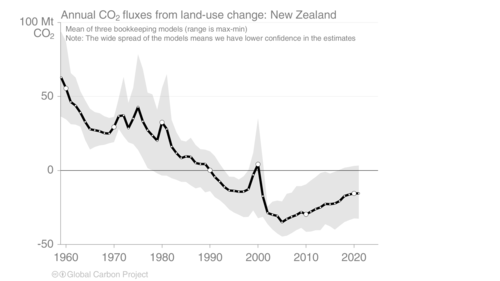 Annual CO₂ fluxes from land-use change: New Zealand
100 Mt
CO₂
Mean of three bookkeeping models (range is max-min)
Note: The wide spread of the models means we have lower confidence in the estimates
50
0
-50
1960 1970 1980 1990 2000 2010 2020
Global Carbon Project